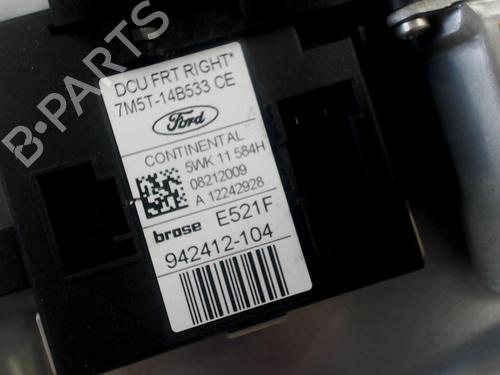 B-PARTS
DCU FRT RIGHT*
7M5T-14B533 CE
Ford
CONTINENTAL
5WK 11 584H
08212009
A 12242928
brose E521F
942412-104